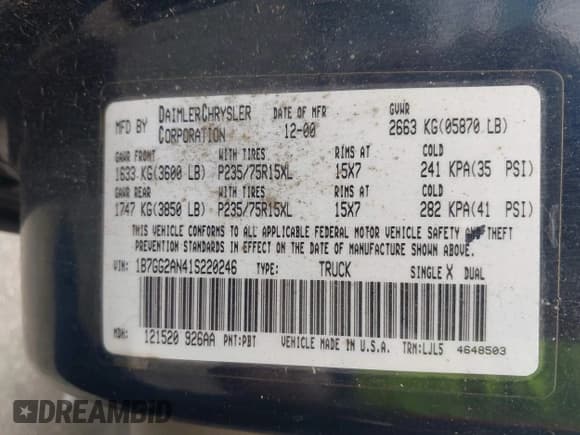 MFD BY DAIMLERCHRYSLER CORPORATION DATE OF MFR 12-00 GVWR 2663 KG(05870 LB)
GAWR FRONT WITH TIRES RIMS AT COLD
1633 KG(3600 LB) P235/75R15XL 15X7 241 KPA(35 PSI)
GAWR REAR WITH TIRES RIMS AT COLD
1747 KG(3850 LB) P235/75R15XL 15X7 282 KPA(41 PSI)
THIS VEHICLE CONFORMS TO ALL APPLICABLE FEDERAL MOTOR VEHICLE SAFETY AND THEFT
PREVENTION STANDARDS IN EFFECT ON THE DATE OF MANUFACTURE SHOWN ABOVE.
VIN: 1B7GG2AN41S220246 TYPE: TRUCK SINGLE X DUAL
MDH: 121520 926AA PNT:PBT VEHICLE MADE IN U.S.A. TRN:LJL5 4648503
DREAMBID